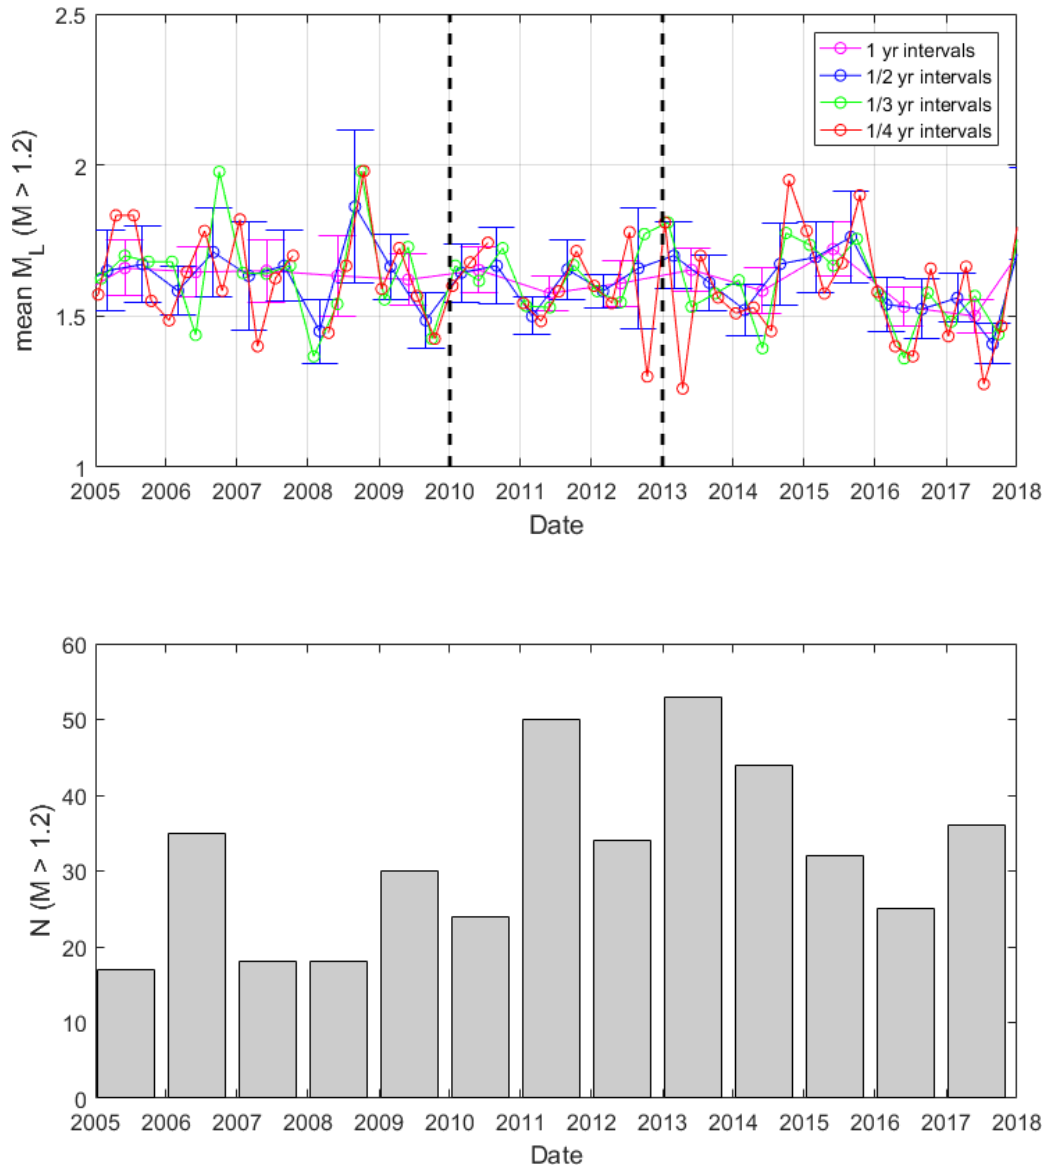 2.5
2
1.5
1
mean M_L (M > 1.2)
1 yr intervals
1/2 yr intervals
1/3 yr intervals
1/4 yr intervals
2005 2006 2007 2008 2009 2010 2011 2012 2013 2014 2015 2016 2017 2018
Date
60
50
40
30
20
10
0
N (M > 1.2)
2005 2006 2007 2008 2009 2010 2011 2012 2013 2014 2015 2016 2017 2018
Date